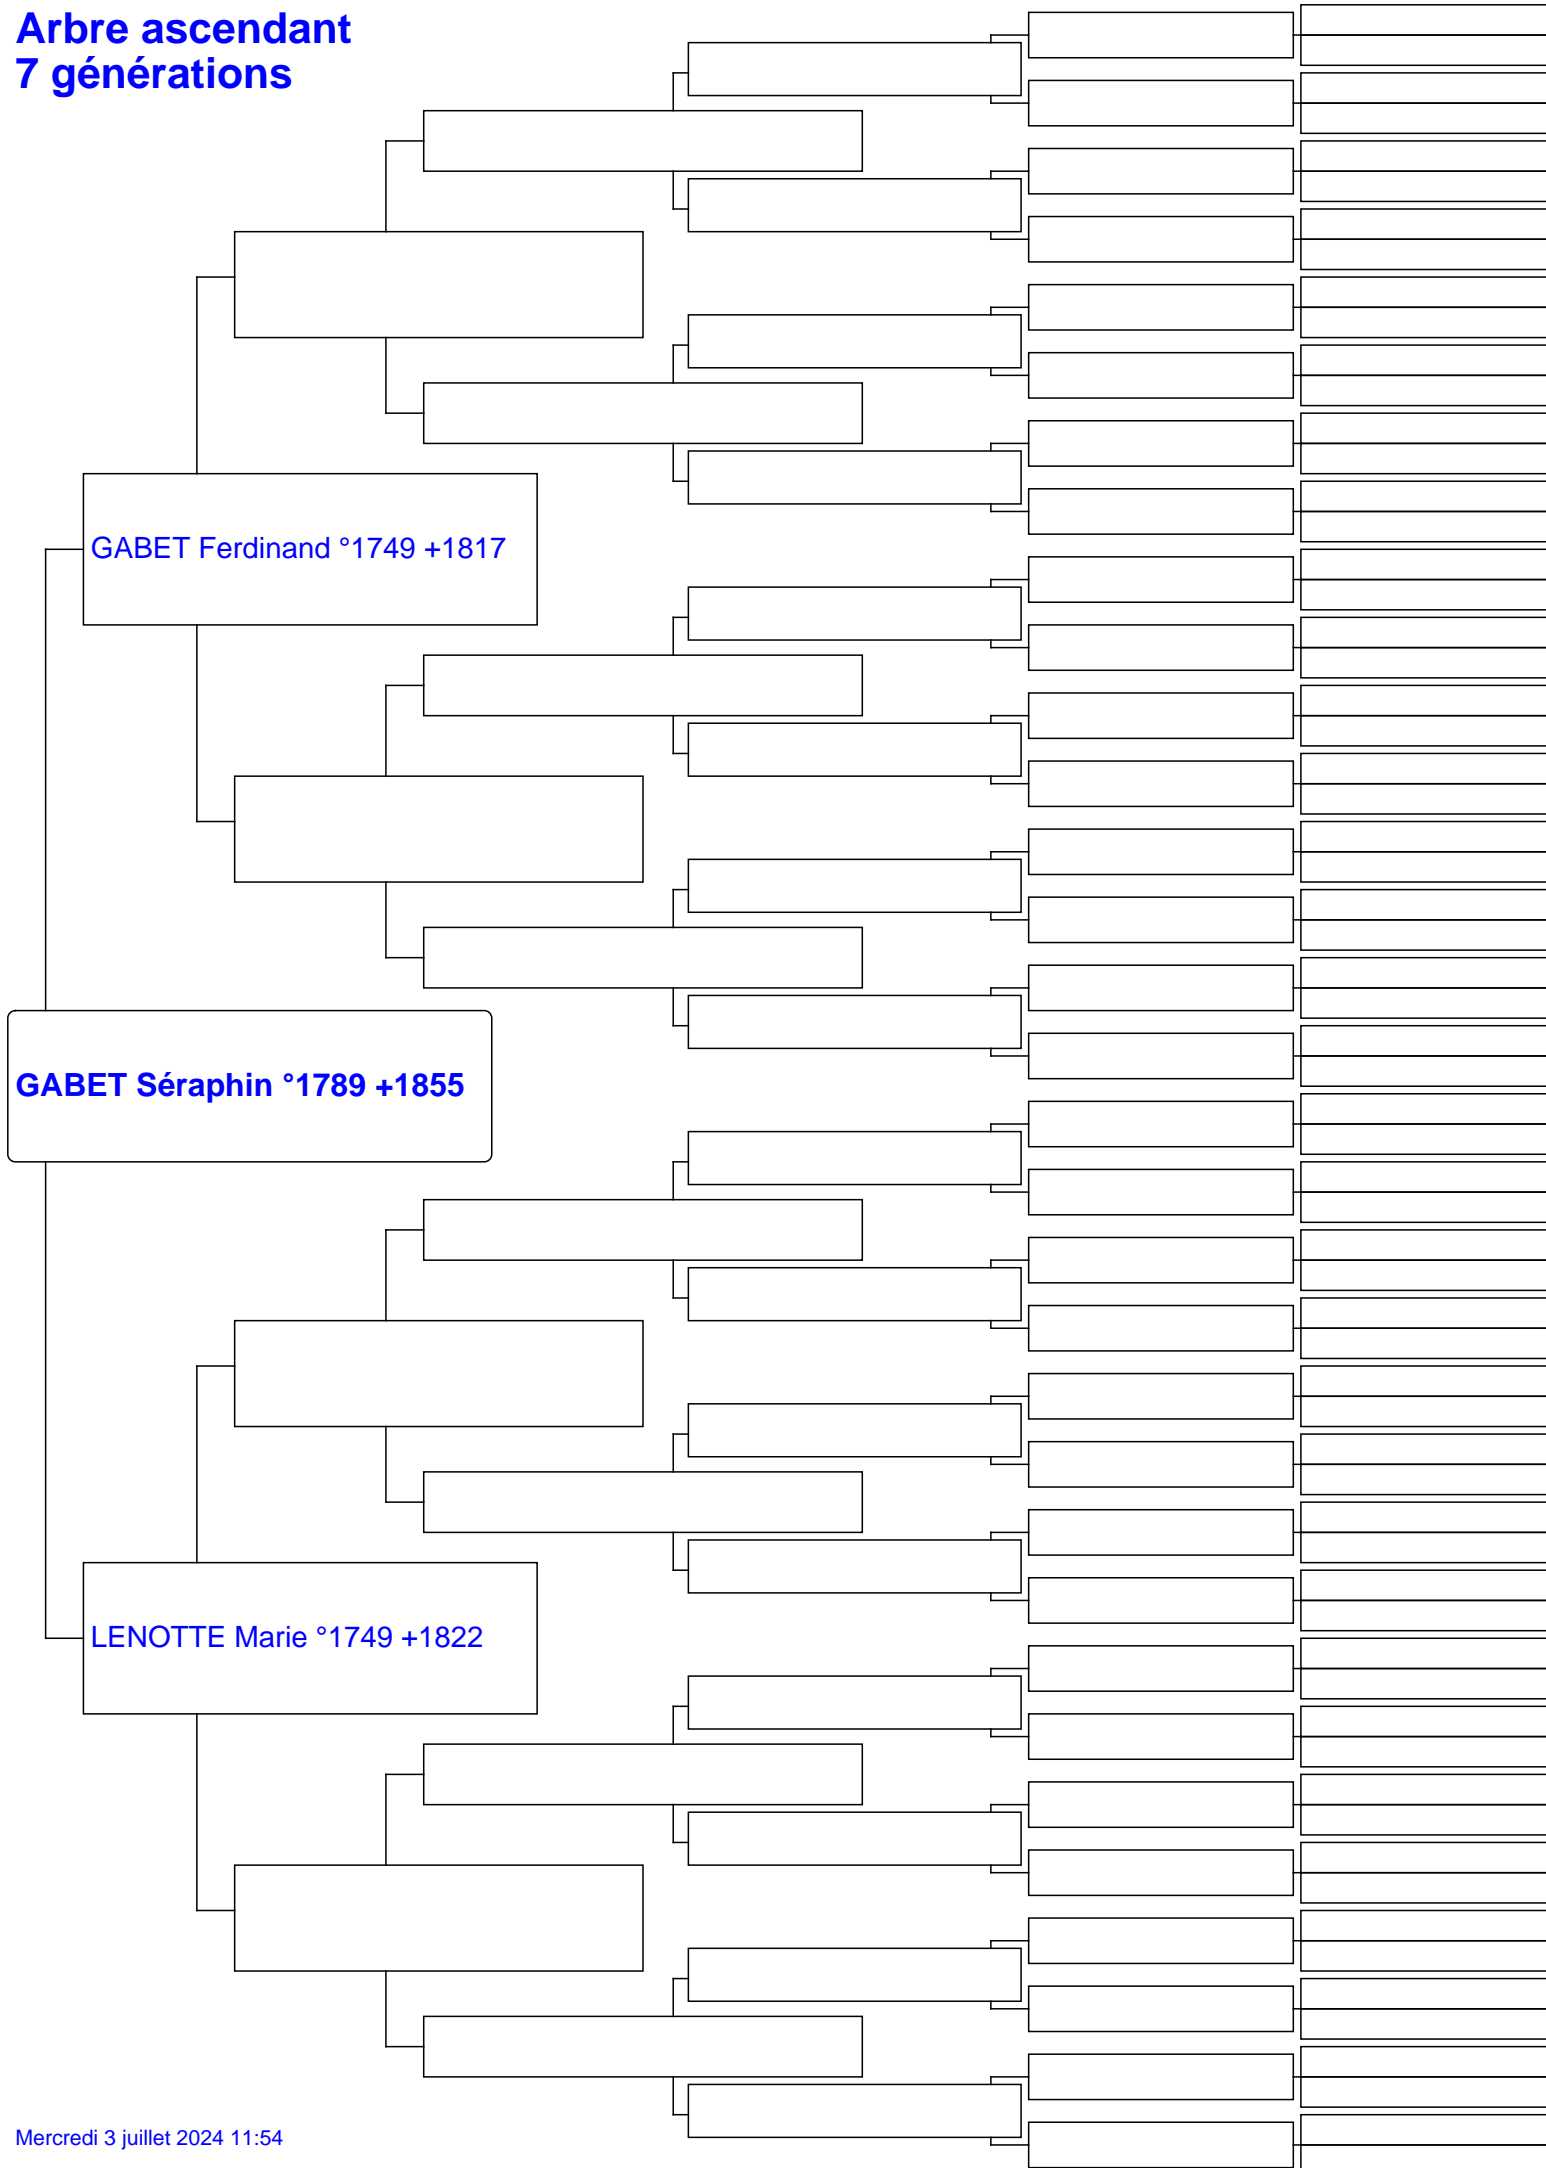 Arbre ascendant
7 générations
GABET Ferdinand °1749 +1817
GABET Séraphin °1789 +1855
LENOTTE Marie °1749 +1822
Mercredi 3 juillet 2024 11:54